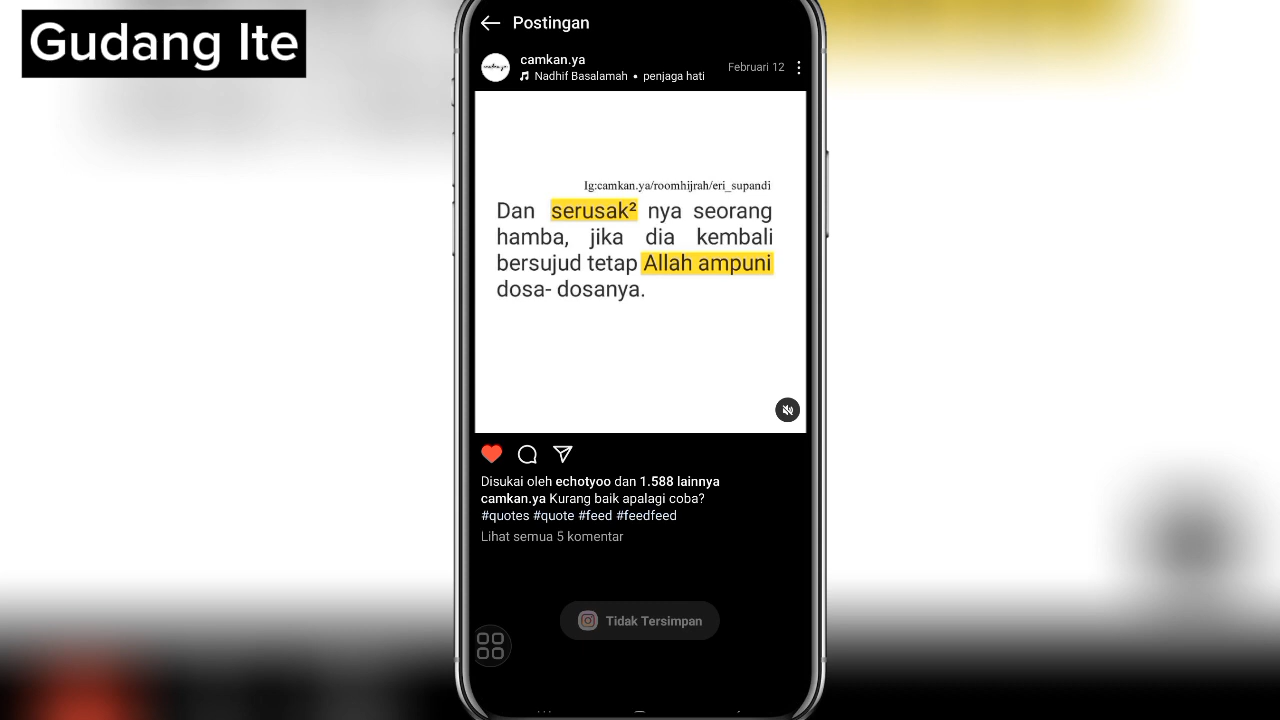 Gudang Ite
Postingan
camkan.ya
Nadhif Basalamah • penjaga hati
Februari 12
Ig:camkan.ya/roomhijrah/eri_supandi
Dan serusak² nya seorang
hamba, jika dia kembali
bersujud tetap Allah ampuni
dosa- dosanya.
Disukai oleh echotyoo dan 1.588 lainnya
camkan.ya Kurang baik apalagi coba?
#quotes #quote #feed #feedfeed
Lihat semua 5 komentar
Tidak Tersimpan